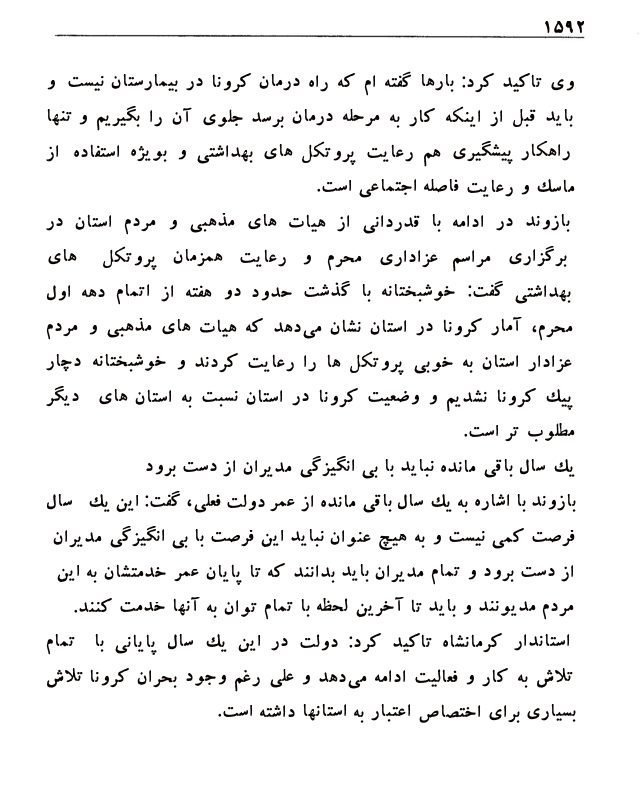 ۱۵۹۲
وی تاکید کرد: بارها گفته ام که راه درمان کرونا در بیمارستان نیست و
باید قبل از اینکه کار به مرحله درمان برسد جلوی آن را بگیریم و تنها
راهکار پیشگیری هم رعایت پروتکل های بهداشتی و بویژه استفاده از
ماسك و رعایت فاصله اجتماعی است.
بازوند در ادامه با قدردانی از هیات های مذهبی و مردم استان در
برگزاری مراسم عزاداری محرم و رعایت همزمان پروتکل های
بهداشتی گفت: خوشبختانه با گذشت حدود دو هفته از اتمام دهه اول
محرم، آمار کرونا در استان نشان می‌دهد که هیات های مذهبی و مردم
عزادار استان به خوبی پروتکل ها را رعایت کردند و خوشبختانه دچار
پیك کرونا نشدیم و وضعیت کرونا در استان نسبت به استان های دیگر
مطلوب تر است.
یك سال باقی مانده نباید با بی انگیزگی مدیران از دست برود
بازوند با اشاره به یك سال باقی مانده از عمر دولت فعلی، گفت: این یك سال
فرصت کمی نیست و به هیچ عنوان نباید این فرصت با بی انگیزگی مدیران
از دست برود و تمام مدیران باید بدانند که تا پایان عمر خدمتشان به این
مردم مدیونند و باید تا آخرین لحظه با تمام توان به آنها خدمت کنند.
استاندار کرمانشاه تاکید کرد: دولت در این یك سال پایانی با تمام
تلاش به کار و فعالیت ادامه می‌دهد و علی رغم وجود بحران کرونا تلاش
بسیاری برای اختصاص اعتبار به استانها داشته است.